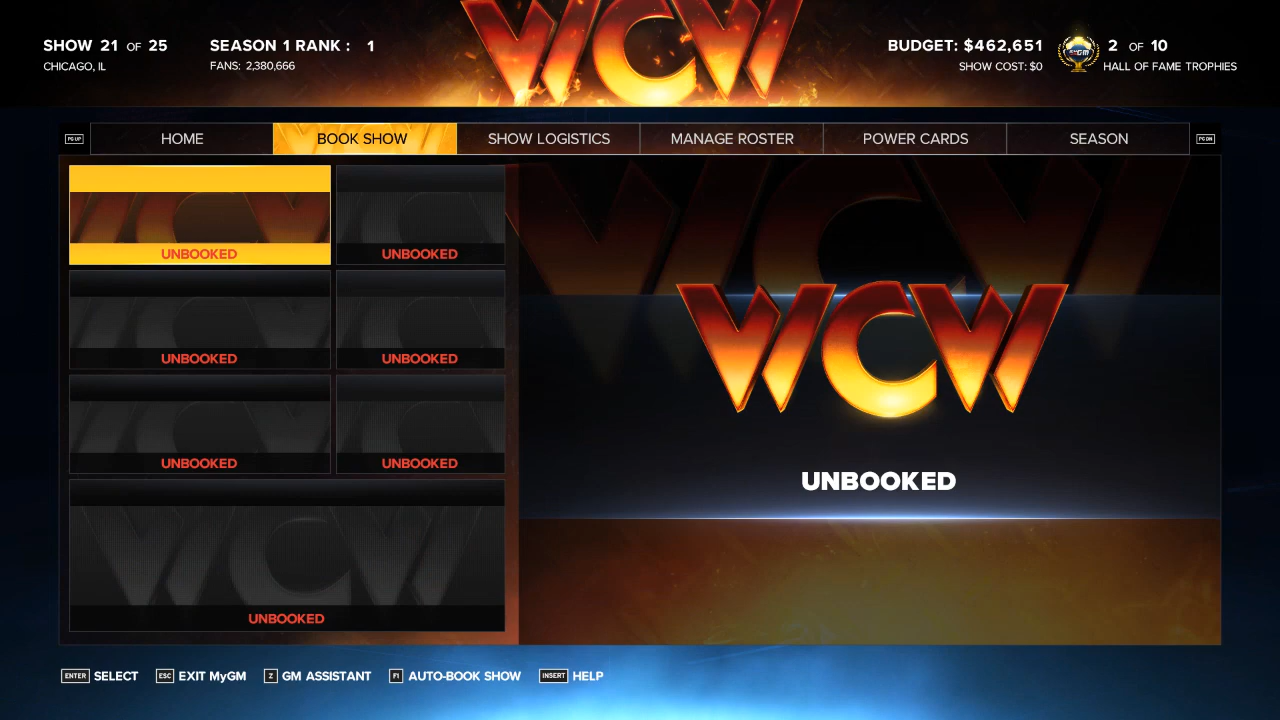 SHOW 21 OF 25
CHICAGO, IL
SEASON 1 RANK : 1
FANS: 2,380,666
WCW
BUDGET: $462,651
SHOW COST: $0
2 OF 10
HALL OF FAME TROPHIES
PG UP
HOME
BOOK SHOW
SHOW LOGISTICS
MANAGE ROSTER
POWER CARDS
SEASON
PG DN
UNBOOKED
UNBOOKED
UNBOOKED
UNBOOKED
UNBOOKED
UNBOOKED
UNBOOKED
WCW
UNBOOKED
ENTER SELECT
ESC EXIT MyGM
Z GM ASSISTANT
F1 AUTO-BOOK SHOW
INSERT HELP